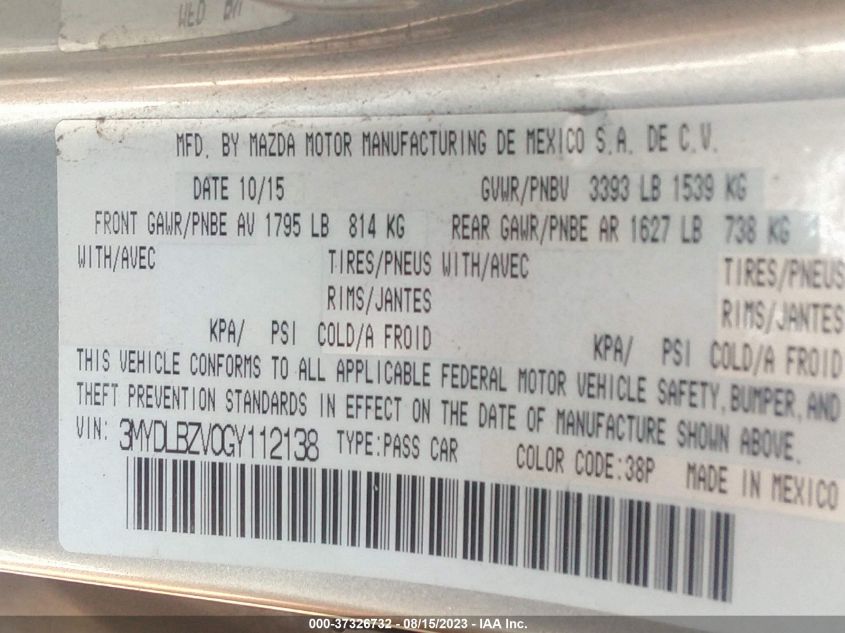 WED
MFD. BY MAZDA MOTOR MANUFACTURING DE MEXICO S.A. DE C.V.
DATE 10/15 GVWR/PNBV 3393 LB 1539 KG
FRONT GAWR/PNBE AV 1795 LB 814 KG REAR GAWR/PNBE AR 1627 LB 738 KG
WITH/AVEC TIRES/PNEUS WITH/AVEC TIRES/PNEUS
RIMS/JANTES RIMS/JANTES
KPA/ PSI COLD/A FROID KPA/ PSI COLD/A FROID
THIS VEHICLE CONFORMS TO ALL APPLICABLE FEDERAL MOTOR VEHICLE SAFETY, BUMPER, AND
THEFT PREVENTION STANDARDS IN EFFECT ON THE DATE OF MANUFACTURE SHOWN ABOVE.
VIN: 3MYDLBZV0GY112138 TYPE:PASS CAR COLOR CODE:38P MADE IN MEXICO
000-37326732 - 08/15/2023 - IAA Inc.